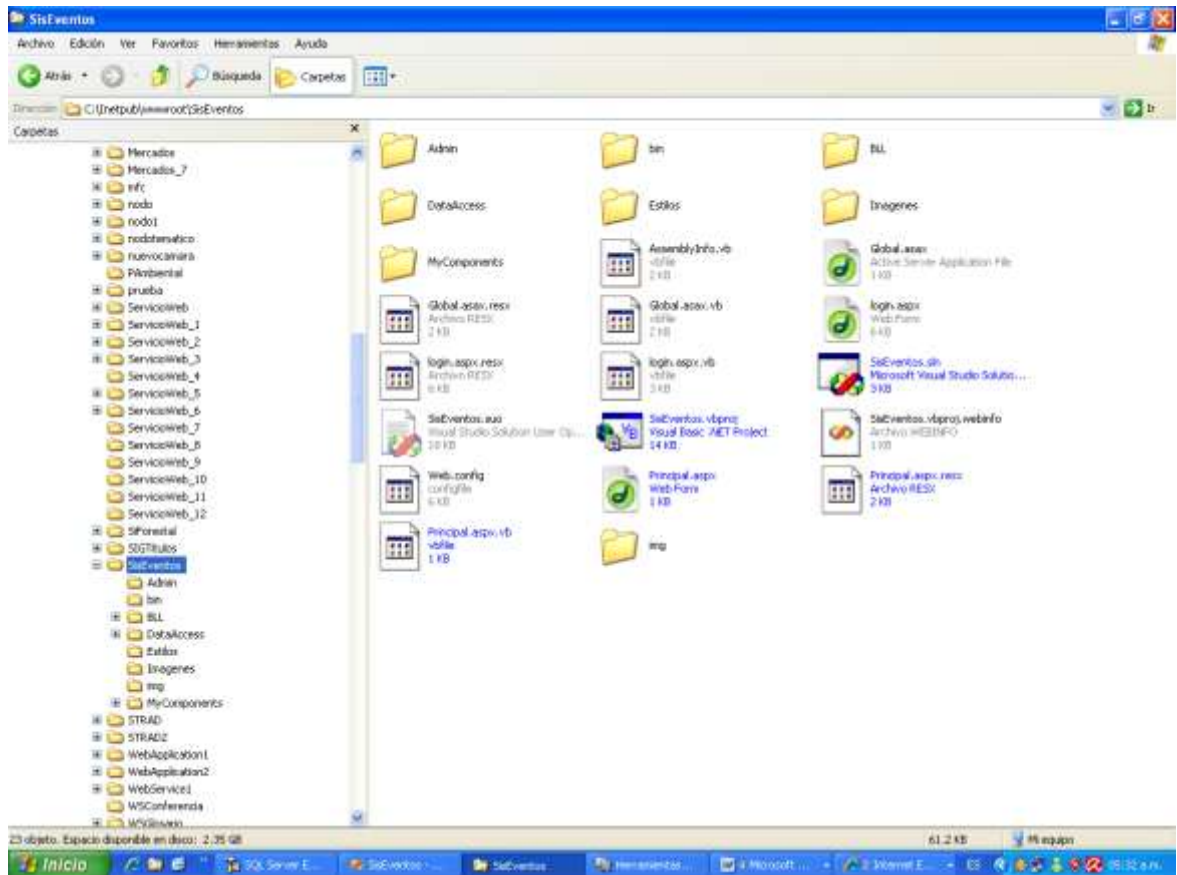 SisEventos
Archivo Edición Ver Favoritos Herramientas Ayuda
Atrás Búsqueda Carpetas
Dirección C:\Inetpub\wwwroot\SisEventos Ir
Carpetas
Mercados
Mercados_7
mfc
nodo
nodo1
nodotematico
nuevocamara
PAmbiental
prueba
ServicioWeb
ServicioWeb_1
ServicioWeb_2
ServicioWeb_3
ServicioWeb_4
ServicioWeb_5
ServicioWeb_6
ServicioWeb_7
ServicioWeb_8
ServicioWeb_9
ServicioWeb_10
ServicioWeb_11
ServicioWeb_12
SIForestal
SIGTitulos
SisEventos
Admin
bin
BLL
DataAccess
Estilos
Imagenes
img
MyComponents
STRAD
STRAD2
WebApplication1
WebApplication2
WebService1
WSConferencia
WSGlosario
Admin
bin
BLL
DataAccess
Estilos
Imagenes
MyComponents
AssemblyInfo.vb
vbfile
2 KB
Global.asax
Active Server Application File
1 KB
Global.asax.resx
Archivo RESX
2 KB
Global.asax.vb
vbfile
2 KB
login.aspx
Web Form
6 KB
login.aspx.resx
Archivo RESX
6 KB
login.aspx.vb
vbfile
3 KB
SisEventos.sln
Microsoft Visual Studio Solutio...
3 KB
SisEventos.suo
Visual Studio Solution User Op...
10 KB
SisEventos.vbproj
Visual Basic .NET Project
14 KB
SisEventos.vbproj.webinfo
Archivo WEBINFO
1 KB
Web.config
configfile
6 KB
Principal.aspx
Web Form
1 KB
Principal.aspx.resx
Archivo RESX
2 KB
Principal.aspx.vb
vbfile
1 KB
img
23 objeto. Espacio disponible en disco: 2.35 GB 61.2 KB Mi equipo
Inicio SQL Server E... SisEventos - ... SisEventos Herramientas... Microsoft ... 2 Internet E... ES 05:32 a.m.